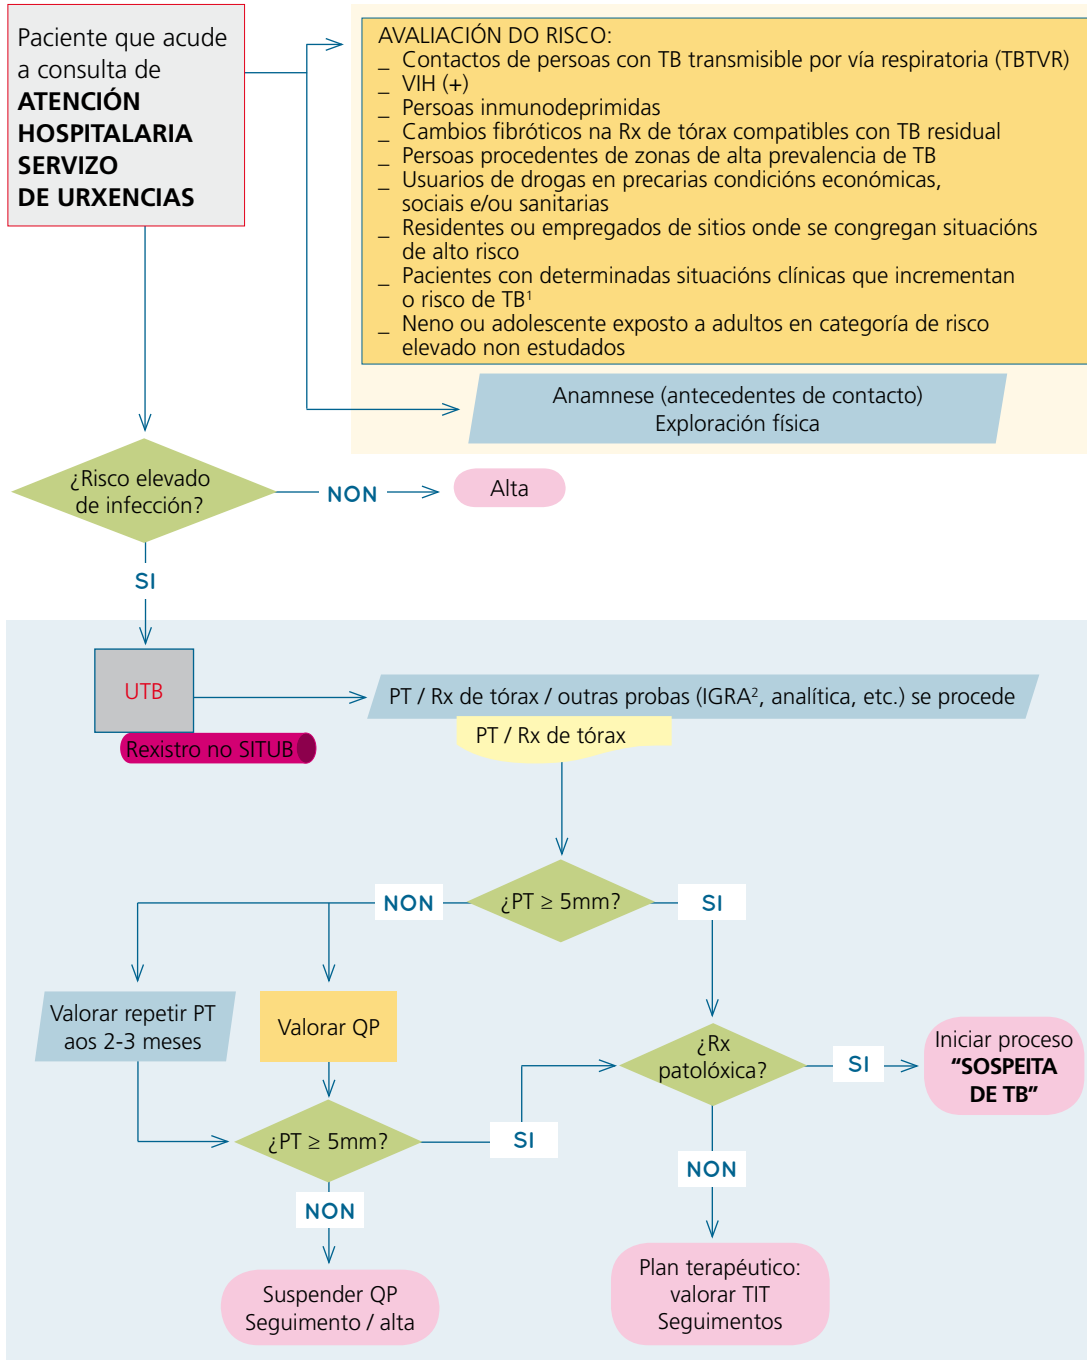 Paciente que acude
a consulta de
ATENCIÓN
HOSPITALARIA
SERVIZO
DE URXENCIAS
AVALIACIÓN DO RISCO:
_ Contactos de persoas con TB transmisible por vía respiratoria (TBTVR)
_ VIH (+)
_ Persoas inmunodeprimidas
_ Cambios fibróticos na Rx de tórax compatibles con TB residual
_ Persoas procedentes de zonas de alta prevalencia de TB
_ Usuarios de drogas en precarias condicións económicas,
sociais e/ou sanitarias
_ Residentes ou empregados de sitios onde se congregan situacións
de alto risco
_ Pacientes con determinadas situacións clínicas que incrementan
o risco de TB¹
_ Neno ou adolescente exposto a adultos en categoría de risco
elevado non estudados
Anamnese (antecedentes de contacto)
Exploración física
¿Risco elevado
de infección?
NON
Alta
SI
UTB
Rexistro no SITUB
PT / Rx de tórax / outras probas (IGRA², analítica, etc.) se procede
PT / Rx de tórax
¿PT ≥ 5mm?
NON
SI
Valorar repetir PT
aos 2-3 meses
Valorar QP
¿Rx
patolóxica?
SI
Iniciar proceso
“SOSPEITA
DE TB”
¿PT ≥ 5mm?
SI
NON
NON
Suspender QP
Seguimento / alta
Plan terapéutico:
valorar TIT
Seguimentos